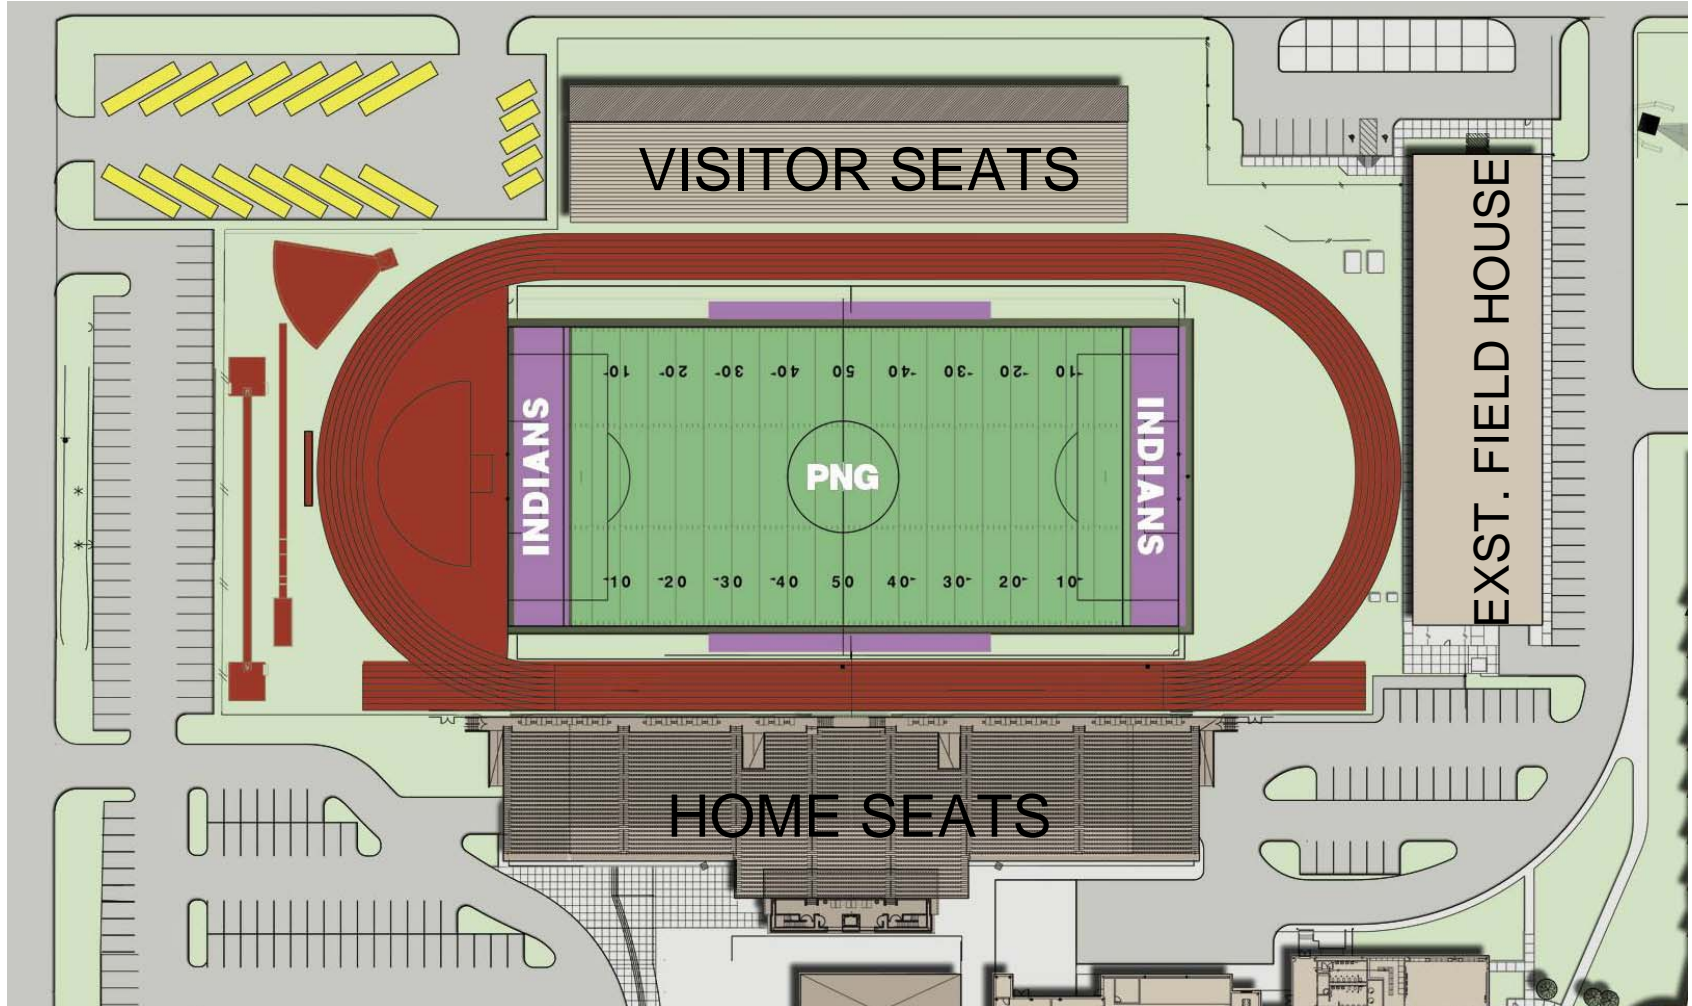 VISITOR SEATS
EXST. FIELD HOUSE
-10 -20 -30 -40 50 40- 30- 20- 10-
INDIANS
PNG
INDIANS
-10 -20 -30 -40 50 40- 30- 20- 10-
HOME SEATS